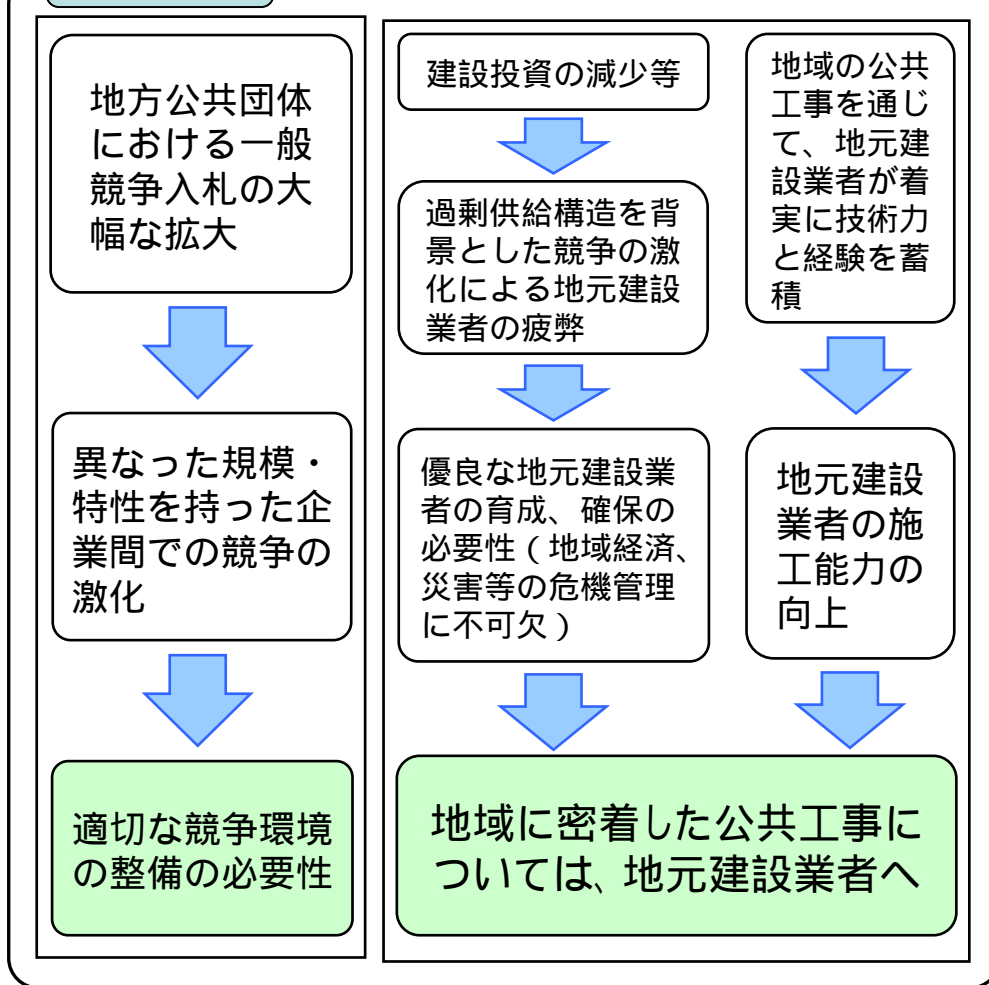 地方公共団体
における一般
競争入札の大
幅な拡大
異なった規模・
特性を持った企
業間での競争の
激化
適切な競争環境
の整備の必要性
建設投資の減少等
過剰供給構造を背
景とした競争の激
化による地元建設
業者の疲弊
優良な地元建設業
者の育成、確保の
必要性（地域経済、
災害等の危機管理
に不可欠）
地域の公共
工事を通じ
て、地元建
設業者が着
実に技術力
と経験を蓄
積
地元建設
業者の施
工能力の
向上
地域に密着した公共工事に
ついては、地元建設業者へ